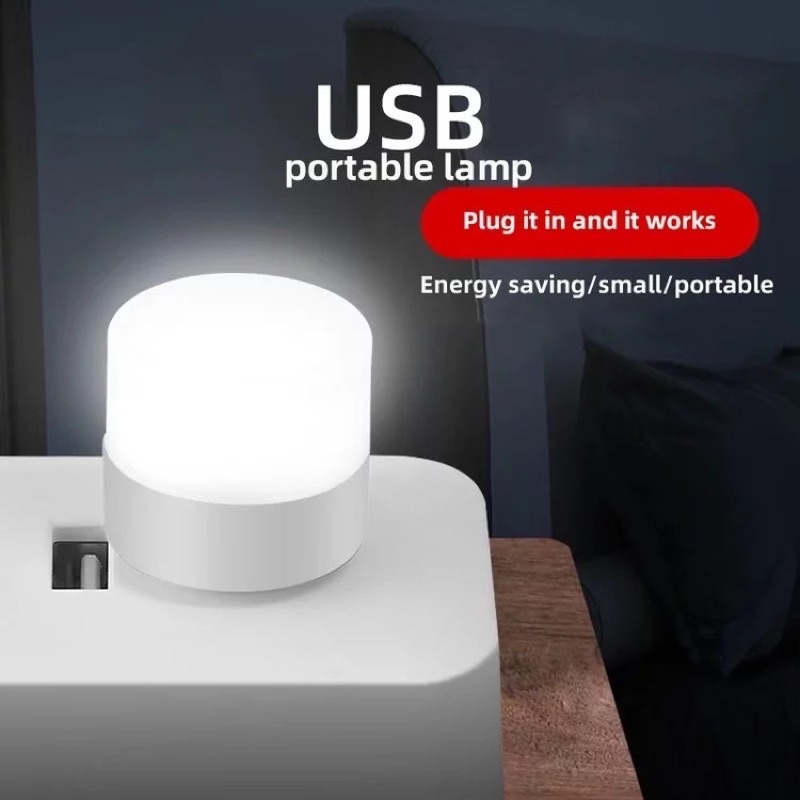 USB
portable lamp
Plug it in and it works
Energy saving/small/portable